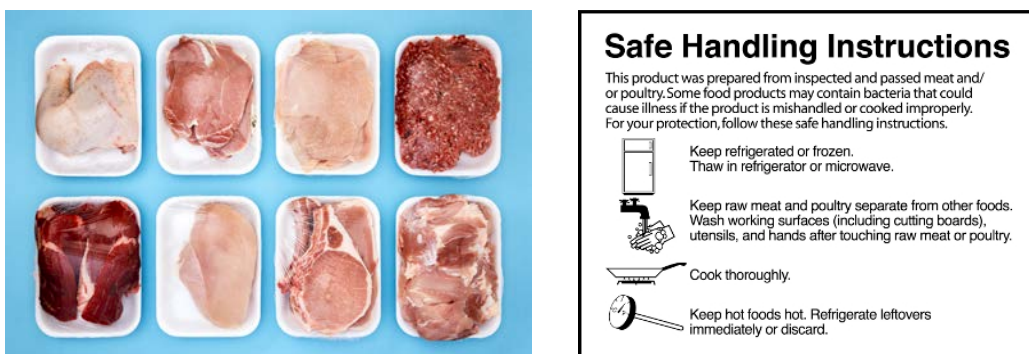 Safe Handling Instructions
This product was prepared from inspected and passed meat and/
or poultry. Some food products may contain bacteria that could
cause illness if the product is mishandled or cooked improperly.
For your protection, follow these safe handling instructions.
Keep refrigerated or frozen.
Thaw in refrigerator or microwave.
Keep raw meat and poultry separate from other foods.
Wash working surfaces (including cutting boards),
utensils, and hands after touching raw meat or poultry.
Cook thoroughly.
Keep hot foods hot. Refrigerate leftovers
immediately or discard.